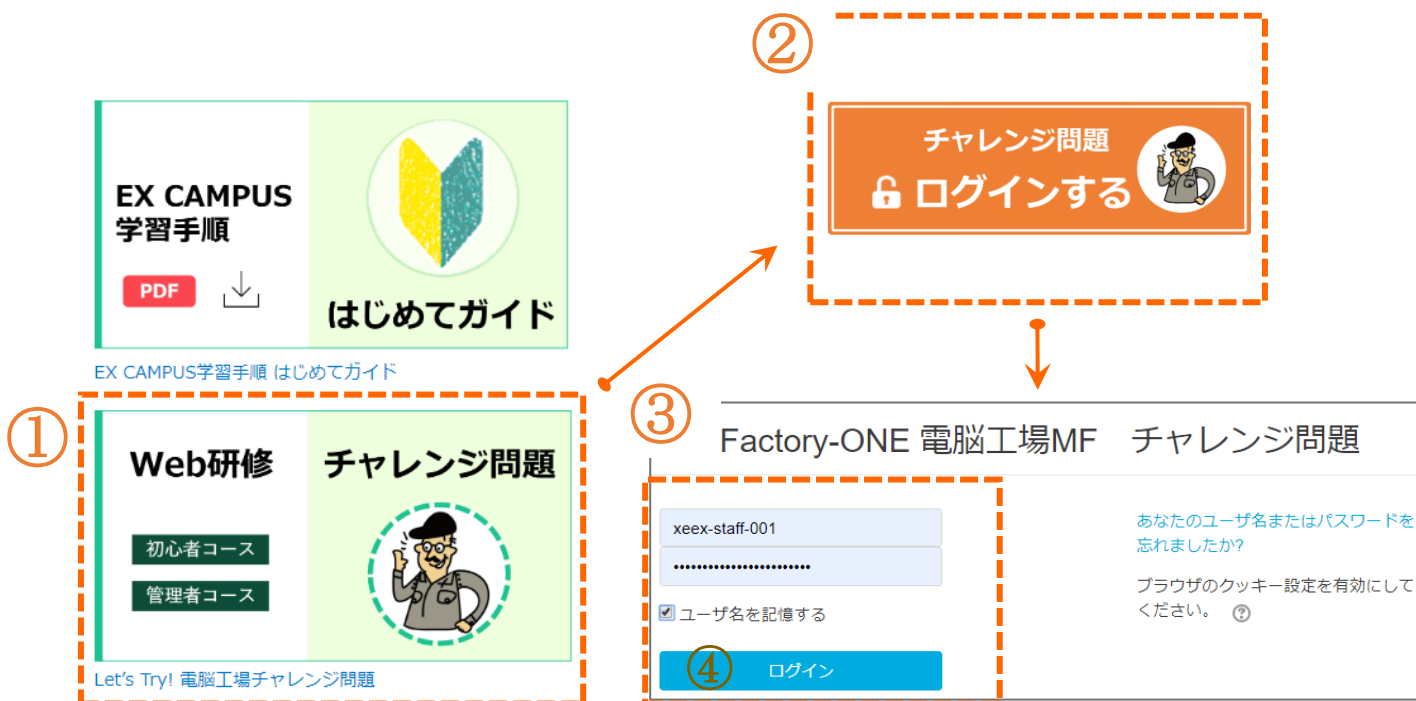 EX CAMPUS
学習手順
PDF
はじめてガイド
EX CAMPUS学習手順 はじめてガイド
①
Web研修
チャレンジ問題
初心者コース
管理者コース
Let's Try! 電脳工場チャレンジ問題
②
チャレンジ問題
ログインする
③
Factory-ONE 電脳工場MF チャレンジ問題
xeex-staff-001
••••••••••••••••••••••••
ユーザ名を記憶する
④ ログイン
あなたのユーザ名またはパスワードを
忘れましたか?
ブラウザのクッキー設定を有効にして
ください。 ?